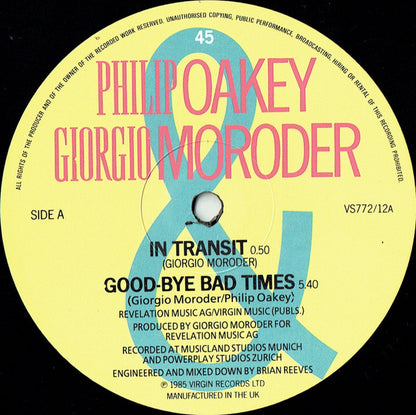 ALL RIGHTS OF THE PRODUCER AND OF THE OWNER OF THE RECORDED WORK RESERVED. UNAUTHORISED COPYING, PUBLIC PERFORMANCE, BROADCASTING, HIRING OR RENTAL OF THIS RECORDING PROHIBITED.
45
PHILIP OAKEY
GIORGIO MORODER
SIDE A
VS772/12A
IN TRANSIT 0.50
(GIORGIO MORODER)
GOOD-BYE BAD TIMES 5.40
(Giorgio Moroder/Philip Oakey)
REVELATION MUSIC AG/VIRGIN MUSIC (PUBLS.)
PRODUCED BY GIORGIO MORODER FOR
REVELATION MUSIC AG
RECORDED AT MUSICLAND STUDIOS MUNICH
AND POWERPLAY STUDIOS ZURICH
ENGINEERED AND MIXED DOWN BY BRIAN REEVES
℗ 1985 VIRGIN RECORDS LTD
MANUFACTURED IN THE UK